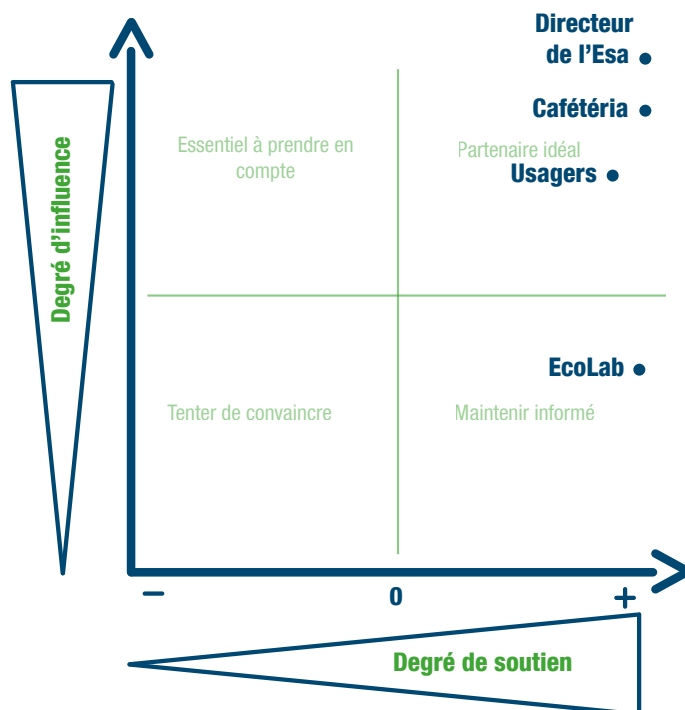 Directeur
de l'Esa
Cafétéria
Essentiel à prendre en
compte
Partenaire idéal
Usagers
Degré d'influence
EcoLab
Tenter de convaincre
Maintenir informé
−
0
+
Degré de soutien